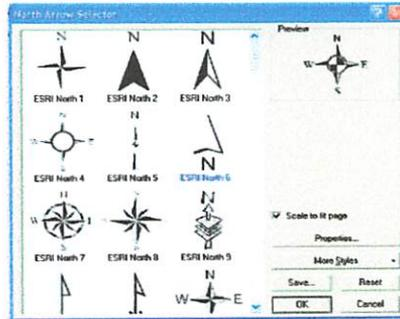 North Arrow Selector
N N N
ESRI North 1 ESRI North 2 ESRI North 3
N N
W E
S
ESRI North 4 ESRI North 5 ESRI North 6
N
N N N
W
S S
ESRI North 7 ESRI North 8 ESRI North 9
N
W E
Preview
N
W E
S
Scale to fit page
Properties...
More Styles
Save... Reset
OK Cancel